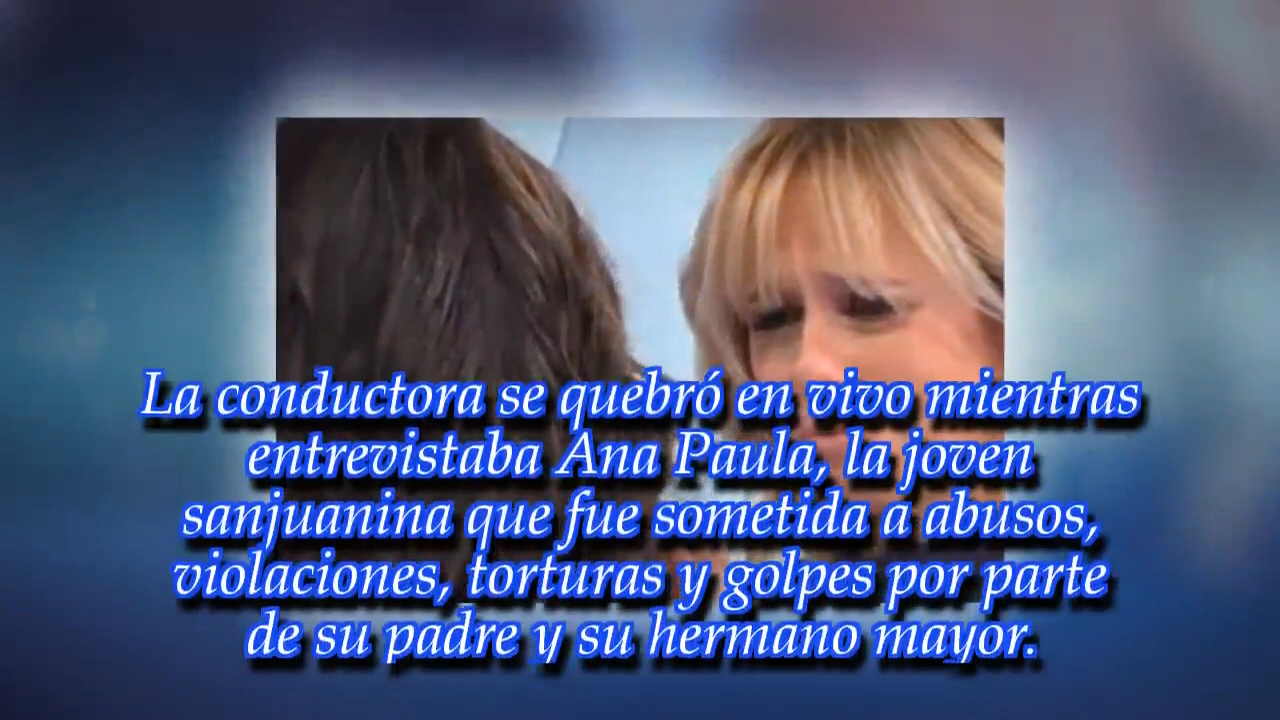 La conductora se quebró en vivo mientras
entrevistaba Ana Paula, la joven
sanjuanina que fue sometida a abusos,
violaciones, torturas y golpes por parte
de su padre y su hermano mayor.